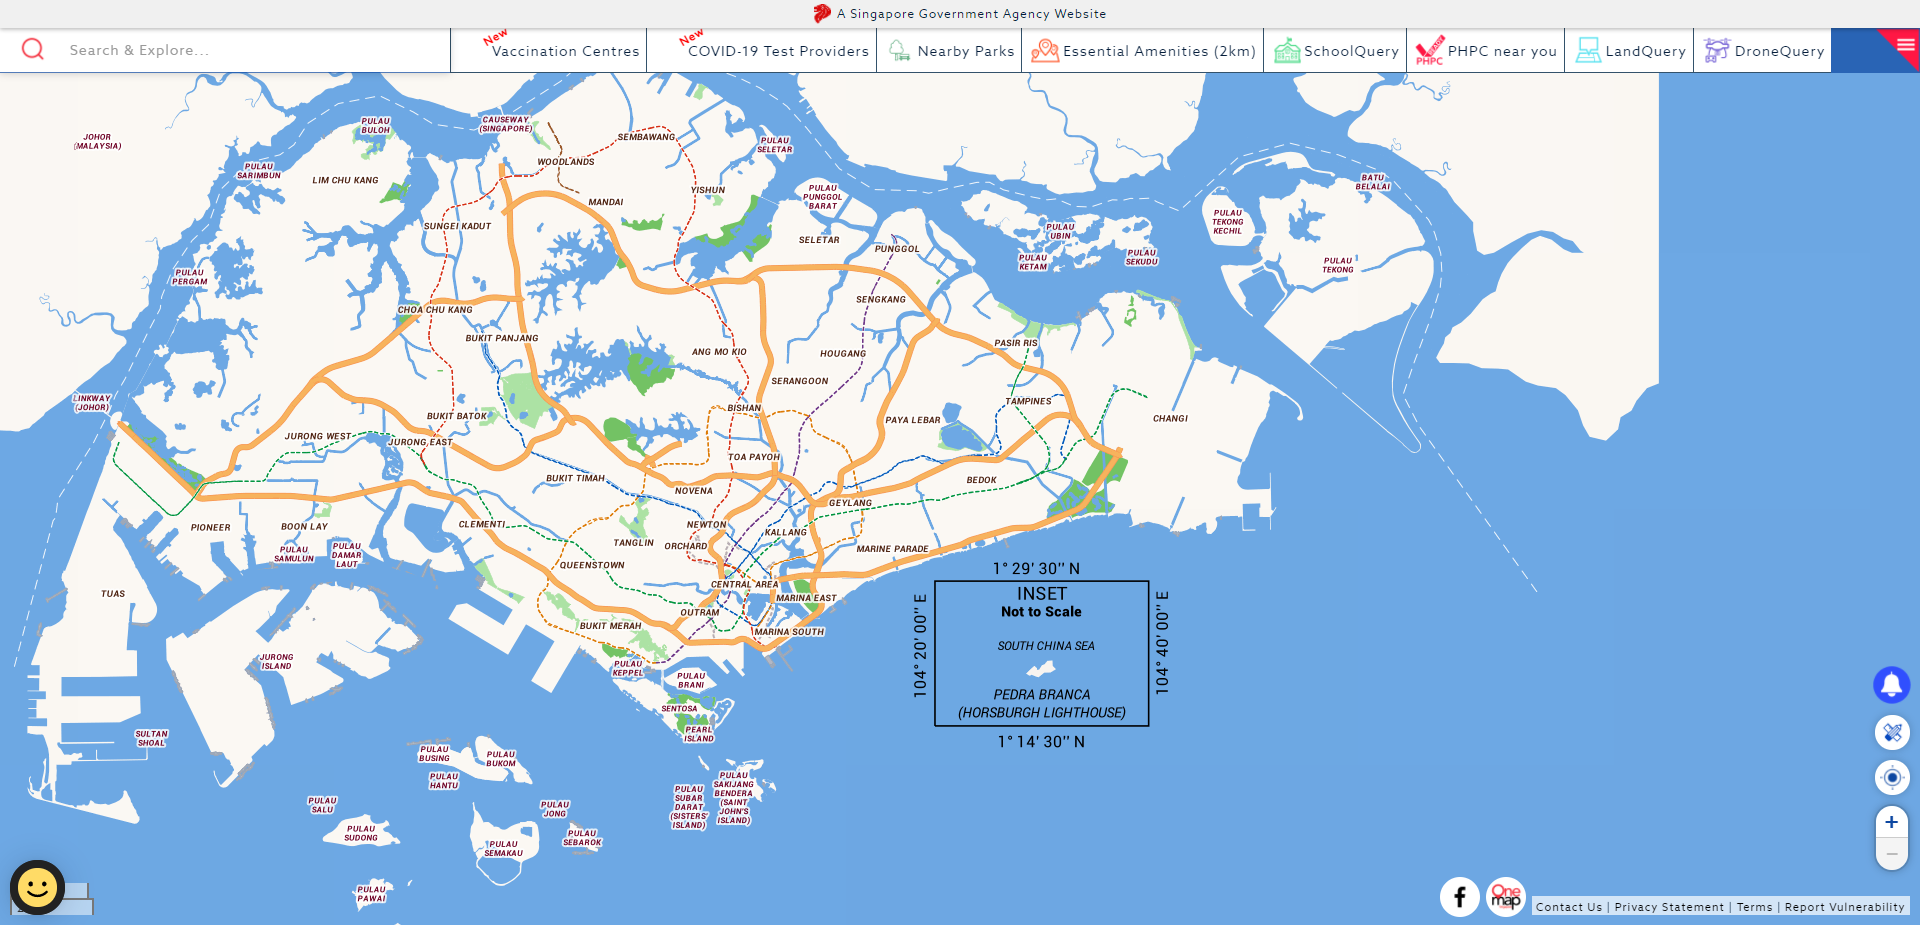 A Singapore Government Agency Website
Search & Explore...
New
Vaccination Centres
New
COVID-19 Test Providers
Nearby Parks
Essential Amenities (2km)
SchoolQuery
READY
PHPC
PHPC near you
LandQuery
DroneQuery
JOHOR
(MALAYSIA)
PULAU
BULOH
CAUSEWAY
(SINGAPORE)
SEMBAWANG
PULAU
SELETAR
PULAU
SARIMBUN
LIM CHU KANG
WOODLANDS
YISHUN
PULAU
PUNGGOL
BARAT
BATU
BELALAI
MANDAI
SUNGEI KADUT
SELETAR
PUNGGOL
PULAU
UBIN
PULAU
KETAM
PULAU
SEKUDU
PULAU
TEKONG
KECHIL
PULAU
TEKONG
PULAU
PERGAM
CHOA CHU KANG
SENGKANG
BUKIT PANJANG
ANG MO KIO
HOUGANG
PASIR RIS
SERANGOON
LINKWAY
(JOHOR)
BUKIT BATOK
BISHAN
PAYA LEBAR
TAMPINES
CHANGI
JURONG WEST
JURONG EAST
TOA PAYOH
BUKIT TIMAH
NOVENA
BEDOK
GEYLANG
PIONEER
BOON LAY
CLEMENTI
NEWTON
KALLANG
TANGLIN
ORCHARD
MARINE PARADE
PULAU
SAMULUN
PULAU
DAMAR
LAUT
QUEENSTOWN
CENTRAL AREA
TUAS
MARINA EAST
OUTRAM
BUKIT MERAH
MARINA SOUTH
JURONG
ISLAND
PULAU
KEPPEL
PULAU
BRANI
SENTOSA
PEARL
ISLAND
1° 29' 30'' N
INSET
Not to Scale
SOUTH CHINA SEA
PEDRA BRANCA
(HORSBURGH LIGHTHOUSE)
104° 20' 00'' E
104° 40' 00'' E
1° 14' 30'' N
SULTAN
SHOAL
PULAU
BUSING
PULAU
BUKOM
PULAU
HANTU
PULAU
SALU
PULAU
SUDONG
PULAU
JONG
PULAU
SEBAROK
PULAU
SEMAKAU
PULAU
SUBAR
DARAT
(SISTERS'
ISLAND)
PULAU
SAKIJANG
BENDERA
(SAINT
JOHN'S
ISLAND)
PULAU
PAWAI
+
−
f
One
map
Contact Us | Privacy Statement | Terms | Report Vulnerability